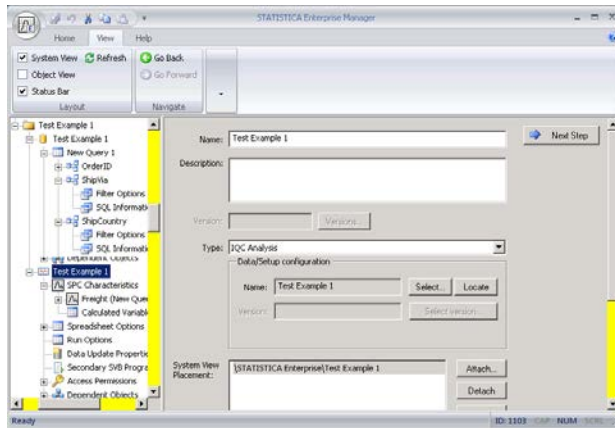 STATISTICA Enterprise Manager
Home View Help
System View Refresh Go Back
Object View Go Forward
Status Bar
Layout Navigate
Test Example 1
Test Example 1
New Query 1
OrderID
ShipVia
Filter Options
SQL Informati
ShipCountry
Filter Options
SQL Informati
Dependent Objects
Test Example 1
SPC Characteristics
Freight (New Quer
Calculated Variabl
Spreadsheet Options
Run Options
Data Update Propertie
Secondary SVB Progra
Access Permissions
Dependent Objects
Name: Test Example 1 Next Step
Description:
Version: Versions...
Type: IQC Analysis
Data/Setup configuration
Name: Test Example 1 Select... Locate
Version: Select version...
System View Placement: \STATISTICA Enterprise\Test Example 1 Attach...
Detach
Ready ID: 1103 CAP NUM SCRL